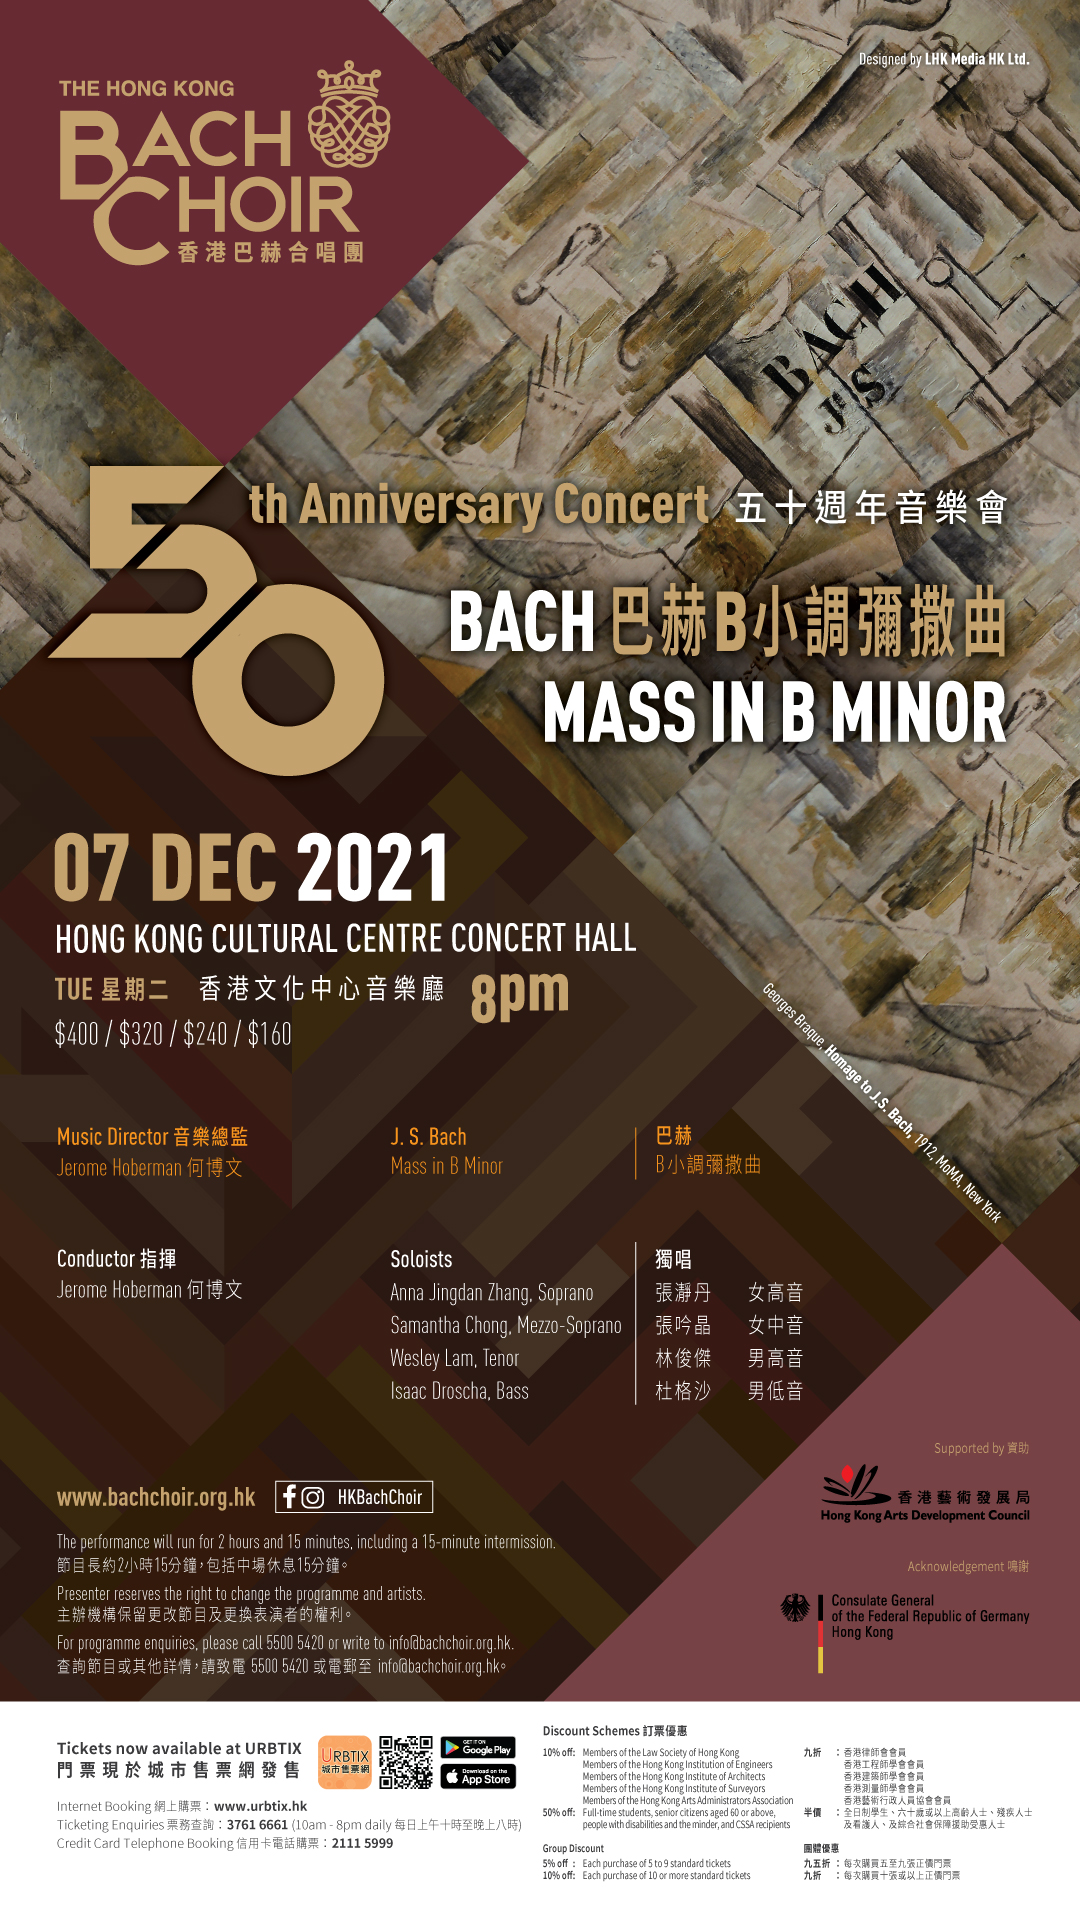 Designed by LHK Media HK Ltd.
THE HONG KONG
BACH
CHOIR
香港巴赫合唱團
BACH
J.S
50th Anniversary Concert 五十週年音樂會
BACH 巴赫B小調彌撒曲
MASS IN B MINOR
07 DEC 2021
HONG KONG CULTURAL CENTRE CONCERT HALL
TUE 星期二 香港文化中心音樂廳 8pm
$400 / $320 / $240 / $160
Georges Braque, Homage to J.S. Bach, 1912, MoMA, New York
Music Director 音樂總監
Jerome Hoberman 何博文
J. S. Bach
Mass in B Minor
巴赫
B小調彌撒曲
Conductor 指揮
Jerome Hoberman 何博文
Soloists
Anna Jingdan Zhang, Soprano
Samantha Chong, Mezzo-Soprano
Wesley Lam, Tenor
Isaac Droscha, Bass
獨唱
張瀞丹 女高音
張吟晶 女中音
林俊傑 男高音
杜格沙 男低音
Supported by 資助
香港藝術發展局
Hong Kong Arts Development Council
Acknowledgement 鳴謝
Consulate General
of the Federal Republic of Germany
Hong Kong
www.bachchoir.org.hk
HKBachChoir
The performance will run for 2 hours and 15 minutes, including a 15-minute intermission.
節目長約2小時15分鐘，包括中場休息15分鐘。
Presenter reserves the right to change the programme and artists.
主辦機構保留更改節目及更換表演者的權利。
For programme enquiries, please call 5500 5420 or write to info@bachchoir.org.hk.
查詢節目或其他詳情，請致電 5500 5420 或電郵至 info@bachchoir.org.hk。
Tickets now available at URBTIX
門票現於城市售票網發售
URBTIX
城市售票網
GET IT ON
Google Play
Download on the
App Store
Internet Booking 網上購票：www.urbtix.hk
Ticketing Enquiries 票務查詢：3761 6661 (10am - 8pm daily 每日上午十時至晚上八時)
Credit Card Telephone Booking 信用卡電話購票：2111 5999
Discount Schemes 訂票優惠
10% off: Members of the Law Society of Hong Kong
Members of the Hong Kong Institution of Engineers
Members of the Hong Kong Institute of Architects
Members of the Hong Kong Institute of Surveyors
Members of the Hong Kong Arts Administrators Association
50% off: Full-time students, senior citizens aged 60 or above,
people with disabilities and the minder, and CSSA recipients
Group Discount
5% off : Each purchase of 5 to 9 standard tickets
10% off: Each purchase of 10 or more standard tickets
九折 ：香港律師會會員
香港工程師學會會員
香港建築師學會會員
香港測量師學會會員
香港藝術行政人員協會會員
半價 ：全日制學生、六十歲或以上高齡人士、殘疾人士
及看護人、及綜合社會保障援助受惠人士
團體優惠
九五折 ：每次購買五至九張正價門票
九折 ：每次購買十張或以上正價門票